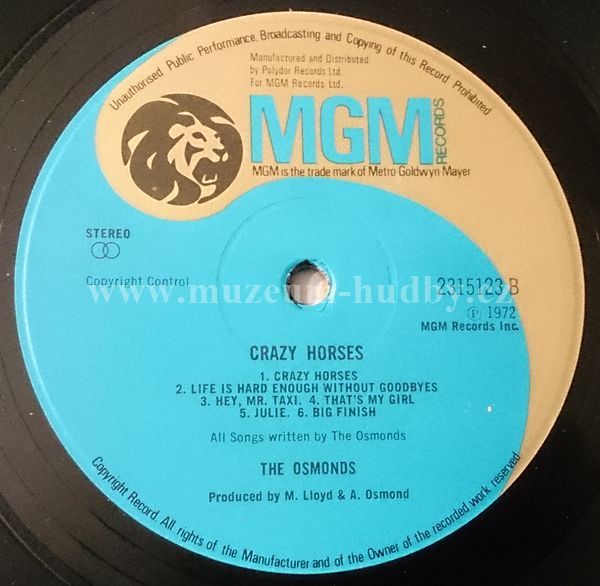 Unauthorised Public Performance, Broadcasting and Copying of this Record Prohibited
Manufactured and Distributed
by Polydor Records Ltd.
For MGM Records Ltd.
MGM
RECORDS
MGM is the trade mark of Metro Goldwyn Mayer
STEREO
Copyright Control
2315123 B
℗ 1972
MGM Records Inc.
www.muzeum-hudby.cz
CRAZY HORSES
1. CRAZY HORSES
2. LIFE IS HARD ENOUGH WITHOUT GOODBYES
3. HEY, MR. TAXI. 4. THAT'S MY GIRL
5. JULIE. 6. BIG FINISH
All Songs written by The Osmonds
THE OSMONDS
Produced by M. Lloyd & A. Osmond
Copyright Record. All rights of the Manufacturer and of the Owner of the recorded work reserved